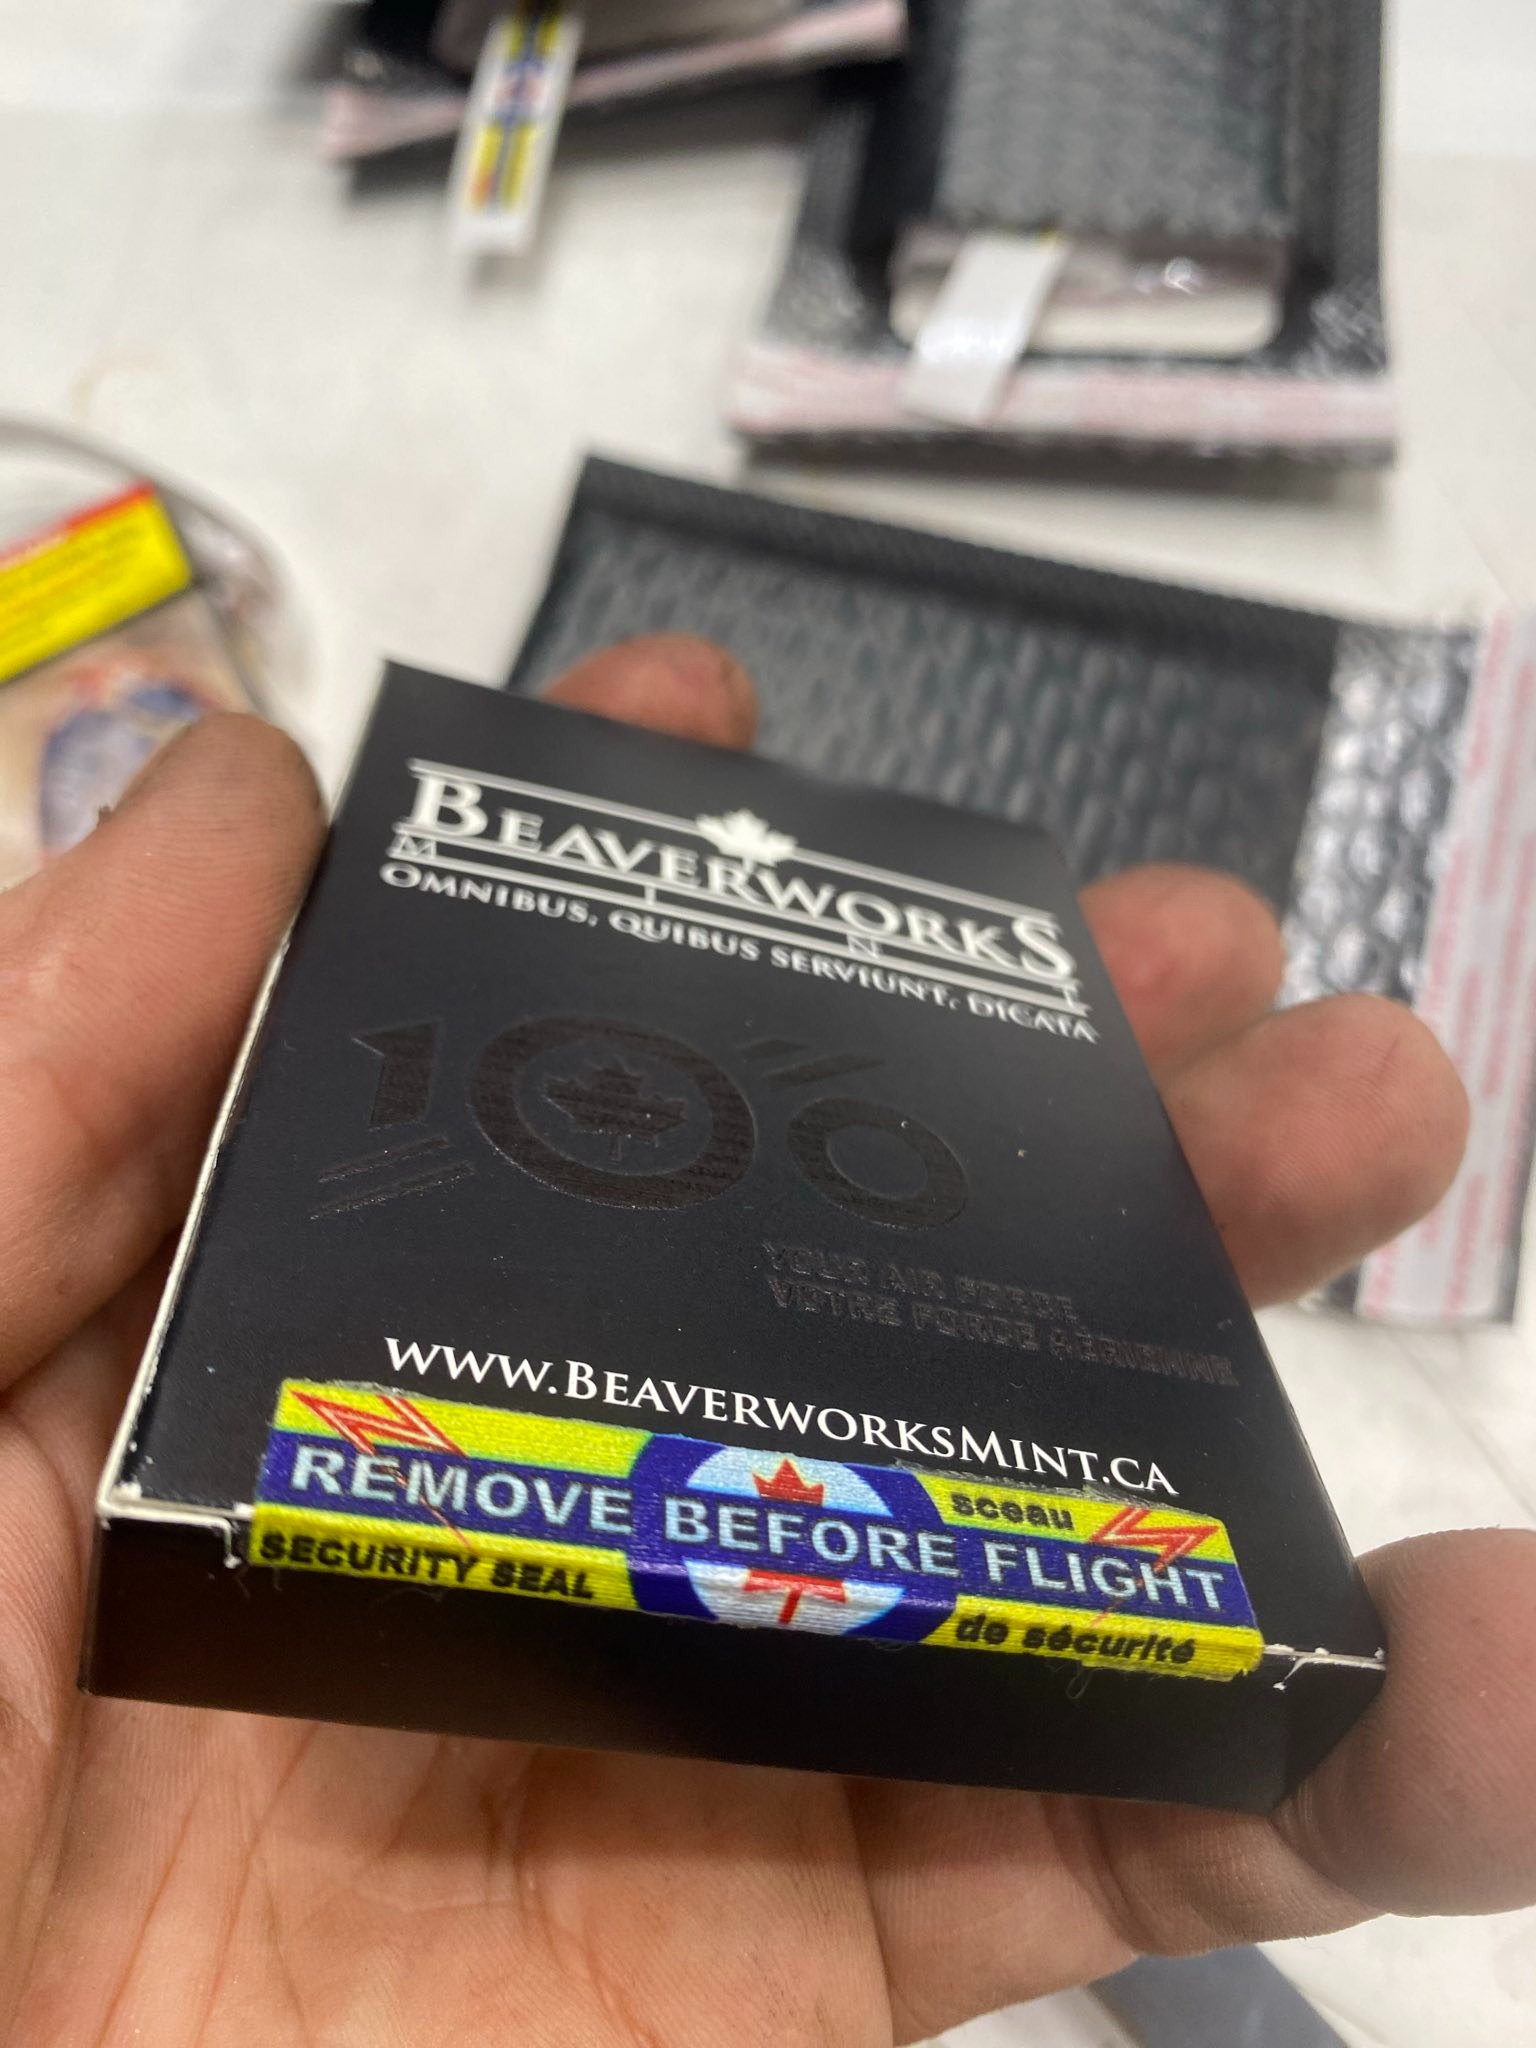 BEAVERWORKS
MINT
OMNIBUS, QUIBUS SERVIUNT, DICATA
100
YOUR AIR FORCE
VOTRE FORCE AÉRIENNE
WWW.BEAVERWORKSMINT.CA
sceau
REMOVE BEFORE FLIGHT
SECURITY SEAL
de sécurité